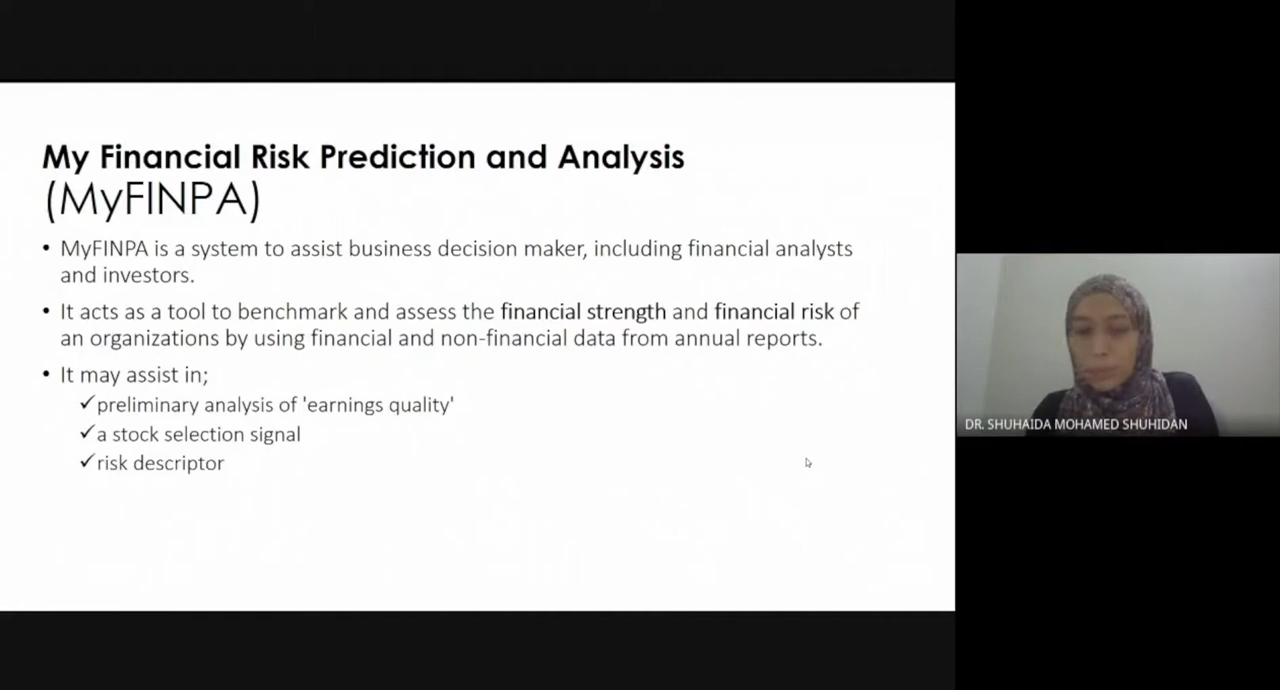 My Financial Risk Prediction and Analysis
(MyFINPA)
• MyFINPA is a system to assist business decision maker, including financial analysts
and investors.
• It acts as a tool to benchmark and assess the financial strength and financial risk of
an organizations by using financial and non-financial data from annual reports.
• It may assist in;
✓preliminary analysis of 'earnings quality'
✓a stock selection signal
✓risk descriptor
DR. SHUHAIDA MOHAMED SHUHIDAN